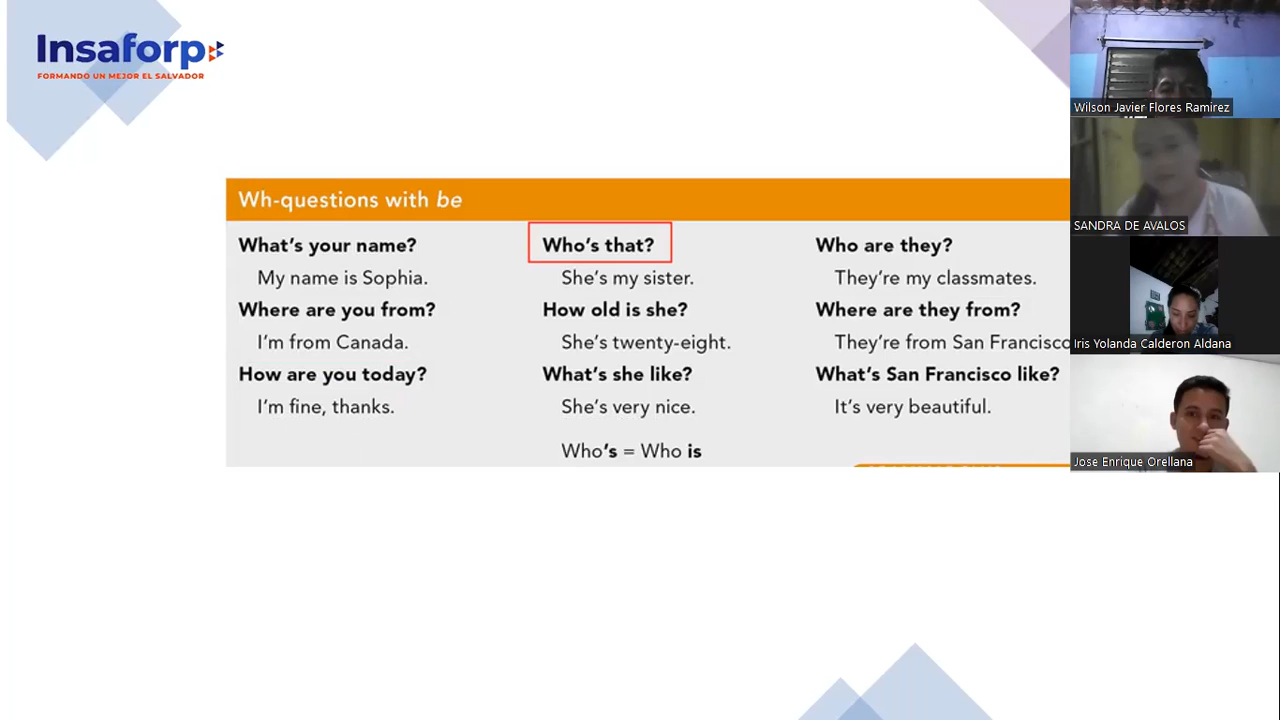 Insaforp
FORMANDO UN MEJOR EL SALVADOR
Wh-questions with be
What's your name?
My name is Sophia.
Where are you from?
I'm from Canada.
How are you today?
I'm fine, thanks.
Who's that?
She's my sister.
How old is she?
She's twenty-eight.
What's she like?
She's very nice.
Who's = Who is
Who are they?
They're my classmates.
Where are they from?
They're from San Francisco
What's San Francisco like?
It's very beautiful.
Wilson Javier Flores Ramirez
SANDRA DE AVALOS
Iris Yolanda Calderon Aldana
Jose Enrique Orellana